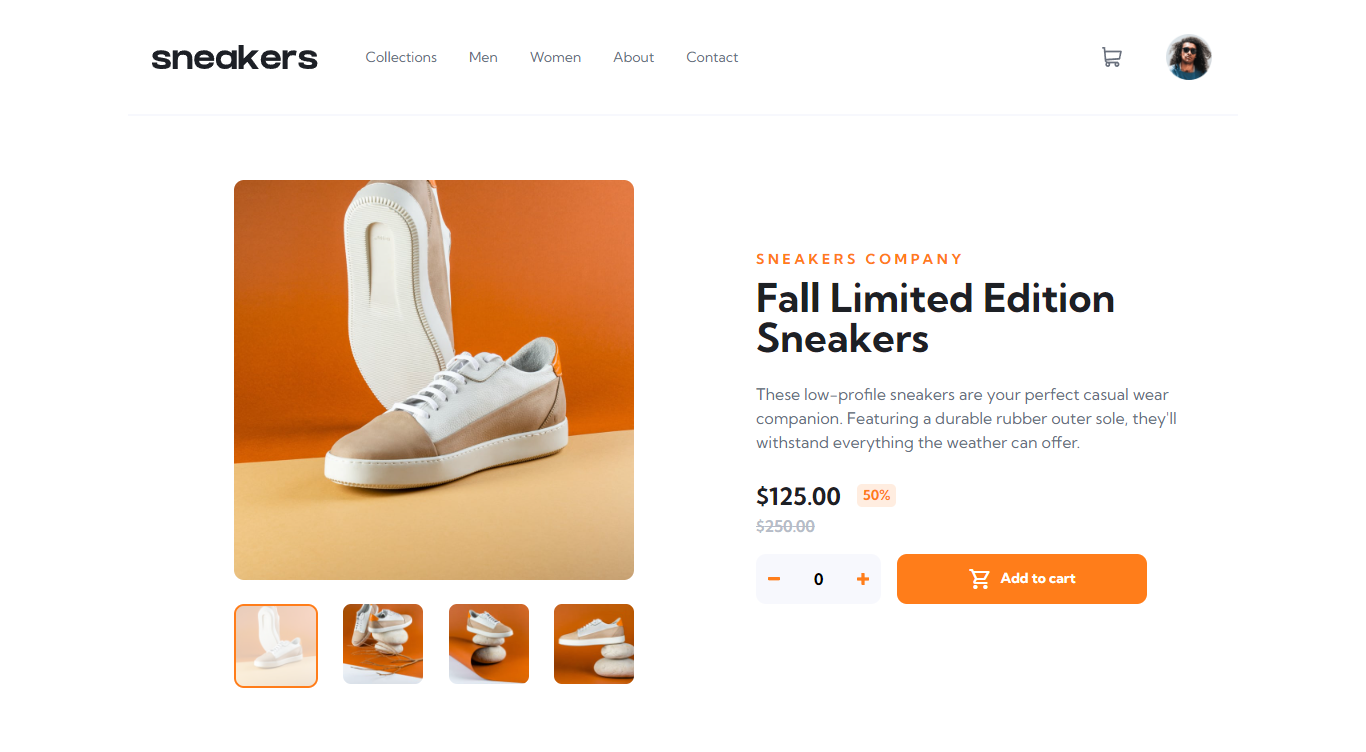 sneakers
Collections Men Women About Contact
SNEAKERS COMPANY
Fall Limited Edition
Sneakers
These low-profile sneakers are your perfect casual wear
companion. Featuring a durable rubber outer sole, they'll
withstand everything the weather can offer.
$125.00 50%
$250.00
0
Add to cart